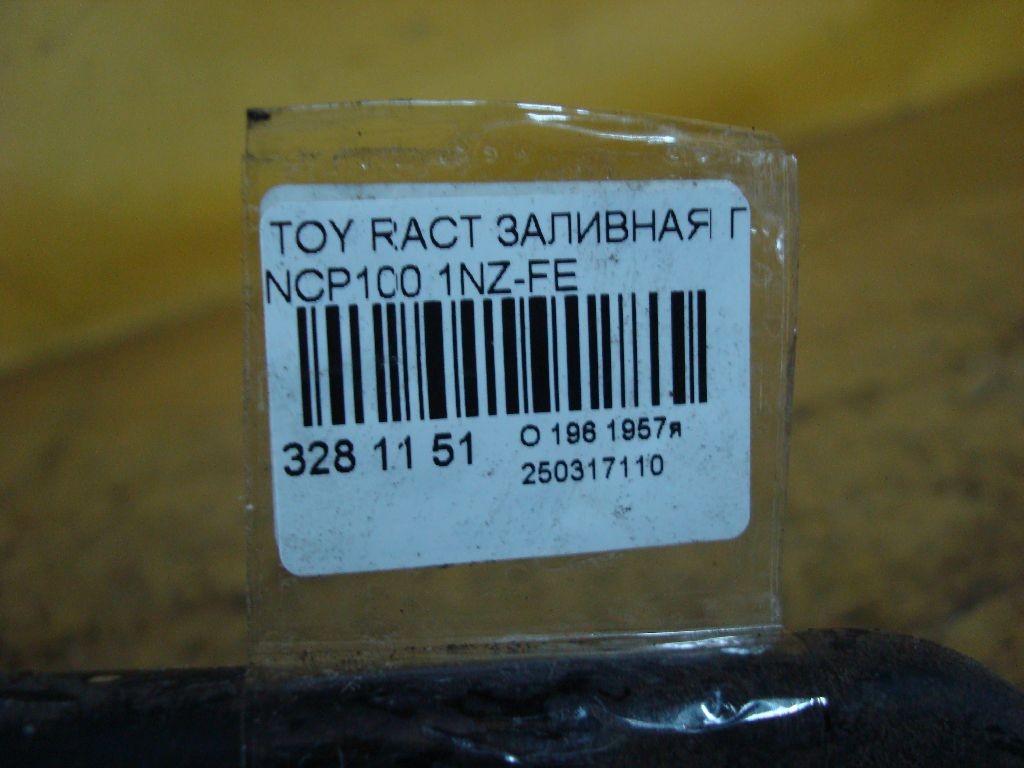 TOY RACT ЗАЛИВНАЯ Г
NCP100 1NZ-FE
328 11 51
О 196 1957я
250317110